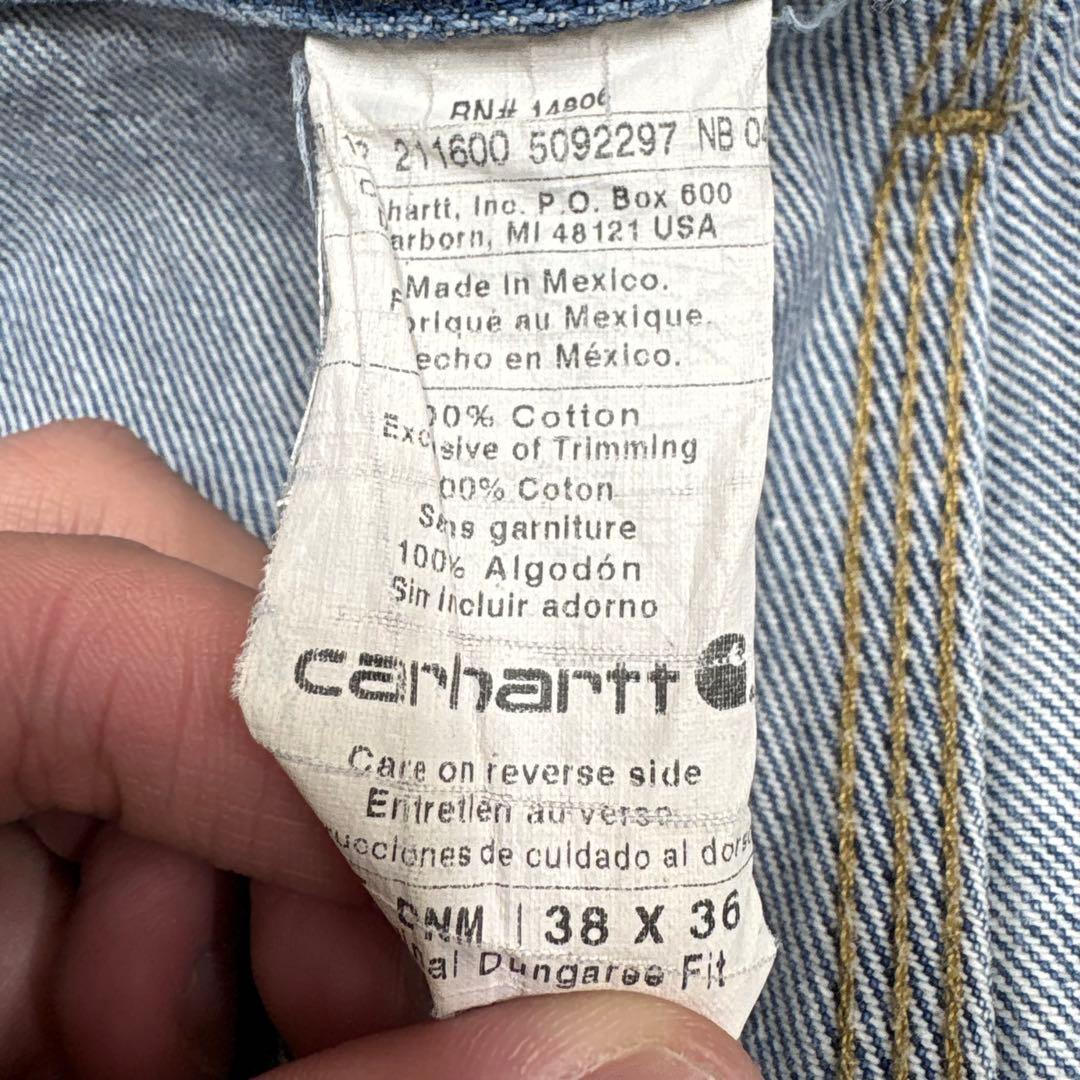 RN# 14806
211600 5092297 NB 04
hartt, Inc. P.O. Box 600
arborn, MI 48121 USA
Made In Mexico.
briqué au Mexique.
echo en México.
00% Cotton
Exclusive of Trimming
00% Coton
Sans garniture
100% Algodón
Sin incluir adorno
carhartt
Care on reverse side
Entretien au verso
ucciones de cuidado al dorso
DNM | 38 X 36
nal Dungaree Fit